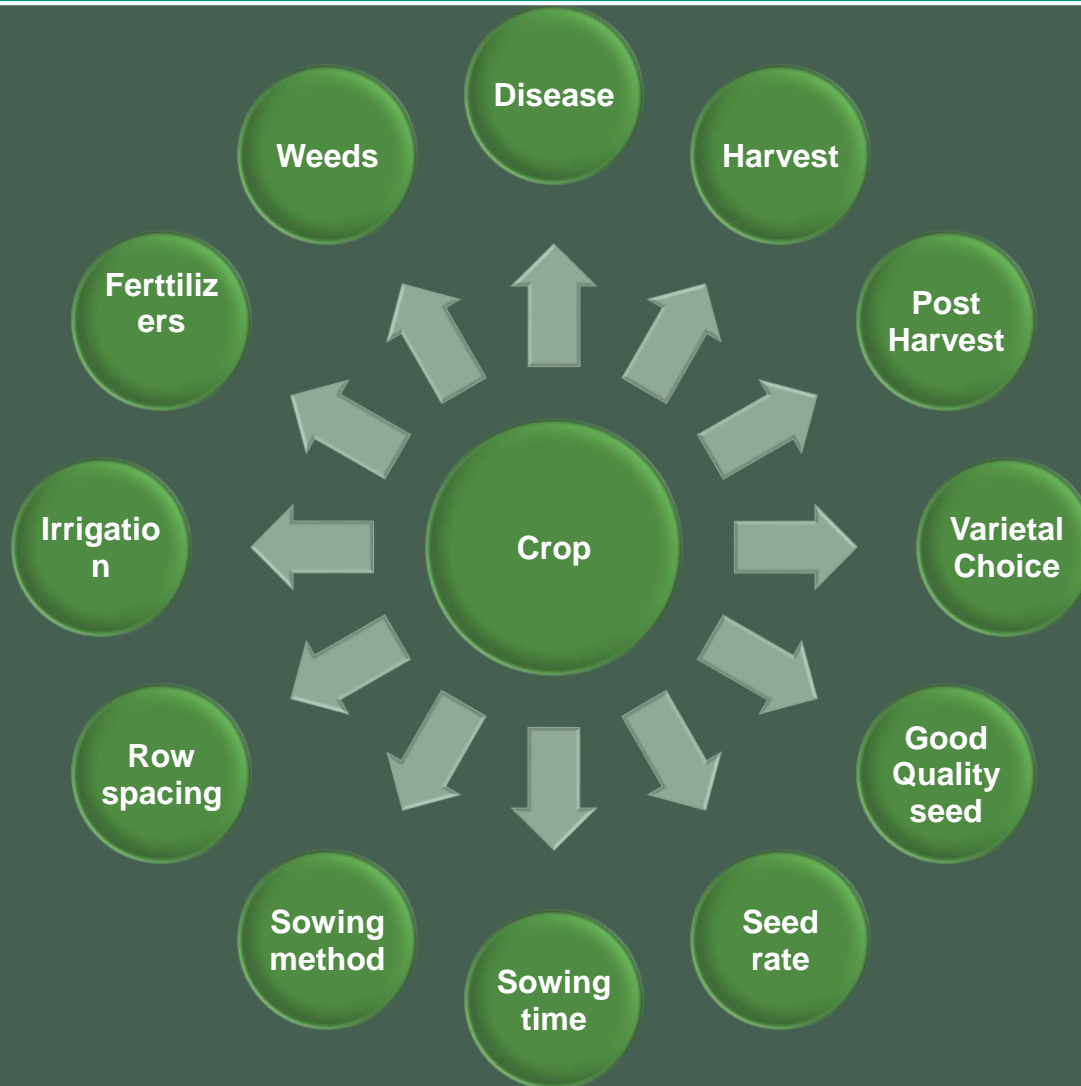 Disease
Harvest
Post
Harvest
Varietal
Choice
Good
Quality
seed
Seed
rate
Sowing
time
Sowing
method
Row
spacing
Irrigatio
n
Ferttiliz
ers
Weeds
Crop